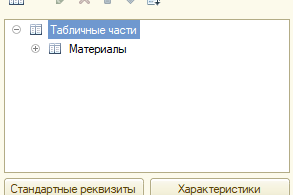 Табличные части
Материалы
Стандартные реквизиты
Характеристики